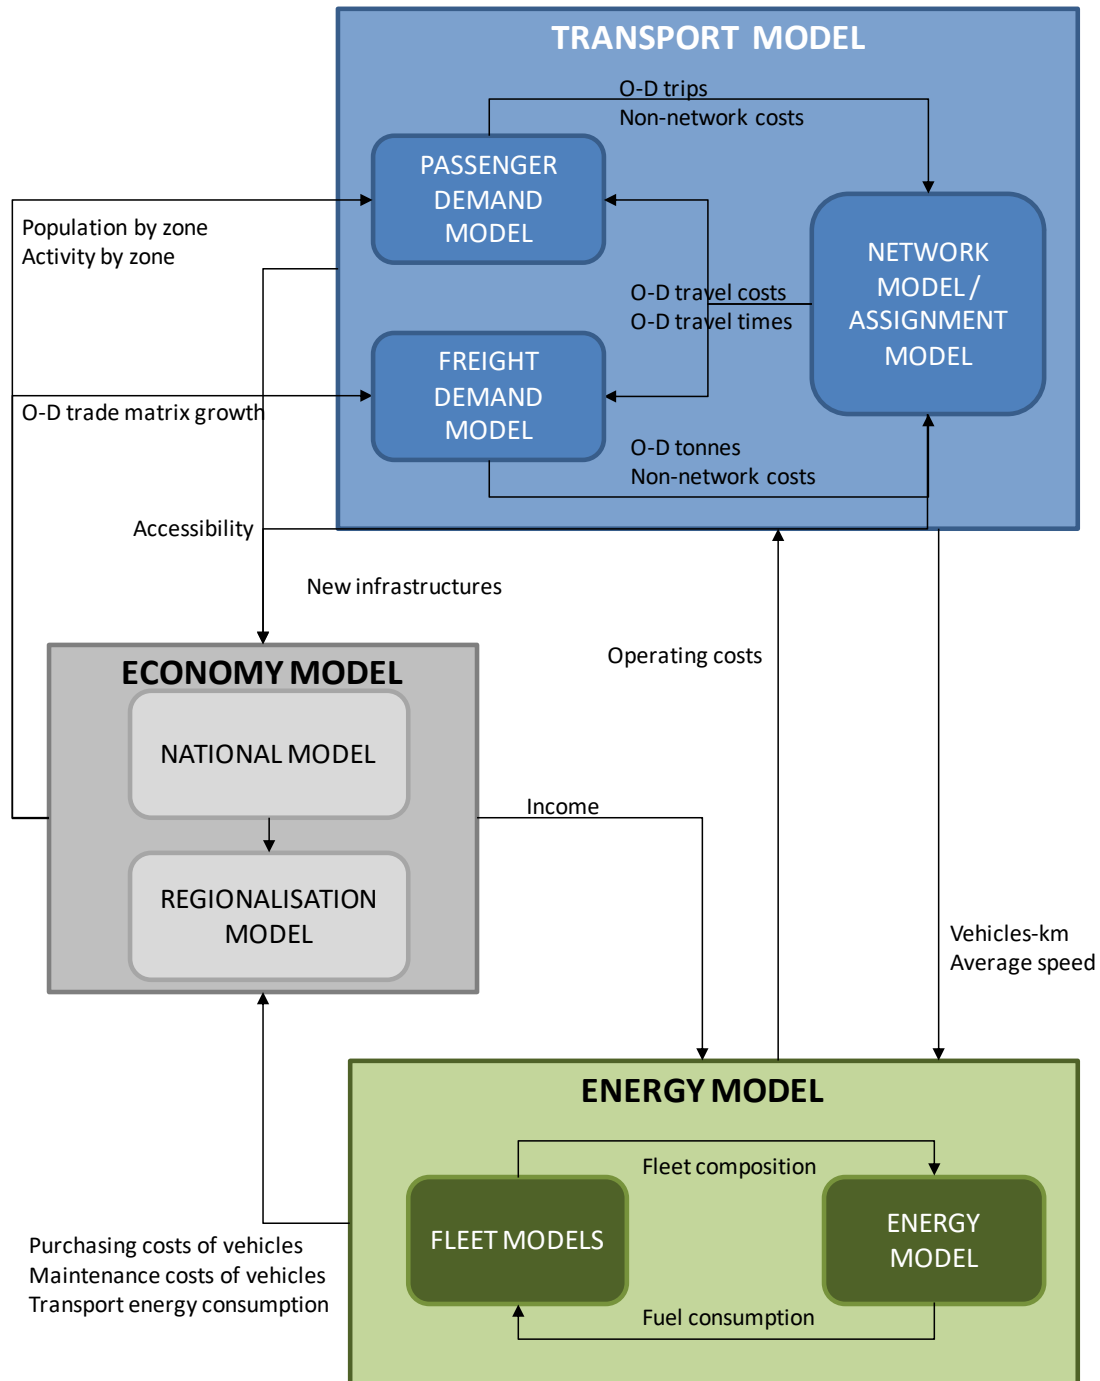 TRANSPORT MODEL
O-D trips
Non-network costs
PASSENGER
DEMAND
MODEL
Population by zone
Activity by zone
NETWORK
MODEL /
ASSIGNMENT
MODEL
O-D travel costs
O-D travel times
FREIGHT
DEMAND
MODEL
O-D trade matrix growth
O-D tonnes
Non-network costs
Accessibility
New infrastructures
Operating costs
ECONOMY MODEL
NATIONAL MODEL
Income
REGIONALISATION
MODEL
Vehicles-km
Average speed
ENERGY MODEL
Fleet composition
FLEET MODELS
ENERGY
MODEL
Fuel consumption
Purchasing costs of vehicles
Maintenance costs of vehicles
Transport energy consumption